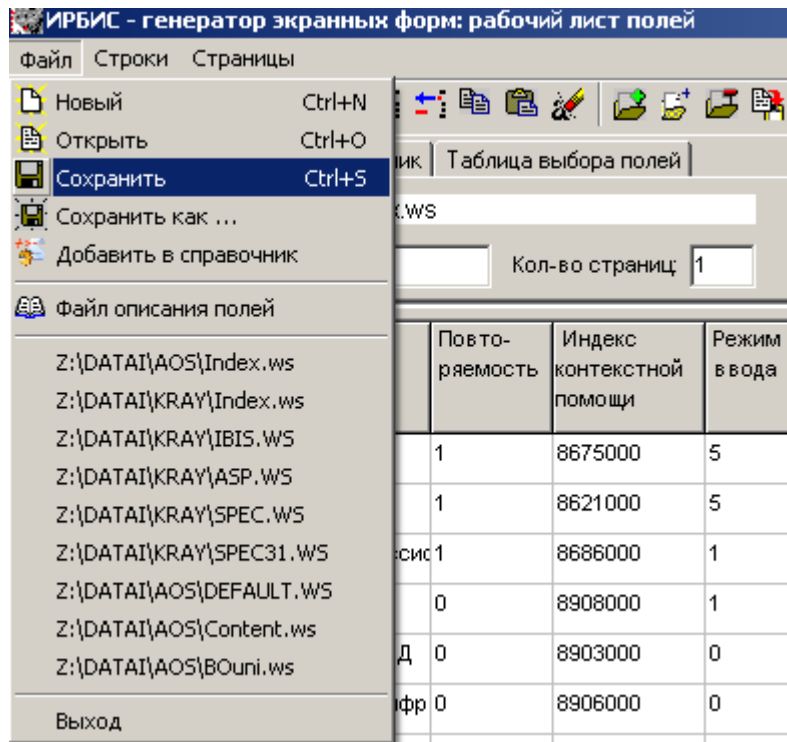 ИРБИС - генератор экранных форм: рабочий лист полей
Файл Строки Страницы
Новый Ctrl+N
Открыть Ctrl+O
Таблица выбора полей
Сохранить Ctrl+S
Сохранить как ...
.WS
Добавить в справочник
Кол-во страниц: 1
Файл описания полей
Повто-
ряемость
Индекс
контекстной
помощи
Режим
ввода
Z:\DATAI\AOS\Index.ws
Z:\DATAI\KRAY\Index.ws
Z:\DATAI\KRAY\IBIS.WS
1 8675000 5
Z:\DATAI\KRAY\ASP.WS
Z:\DATAI\KRAY\SPEC.WS
1 8621000 5
Z:\DATAI\KRAY\SPEC31.WS
1 8686000 1
Z:\DATAI\AOS\DEFAULT.WS
0 8908000 1
Z:\DATAI\AOS\Content.ws
Z:\DATAI\AOS\BOuni.ws
Д 0 8903000 0
Выход
фр 0 8906000 0